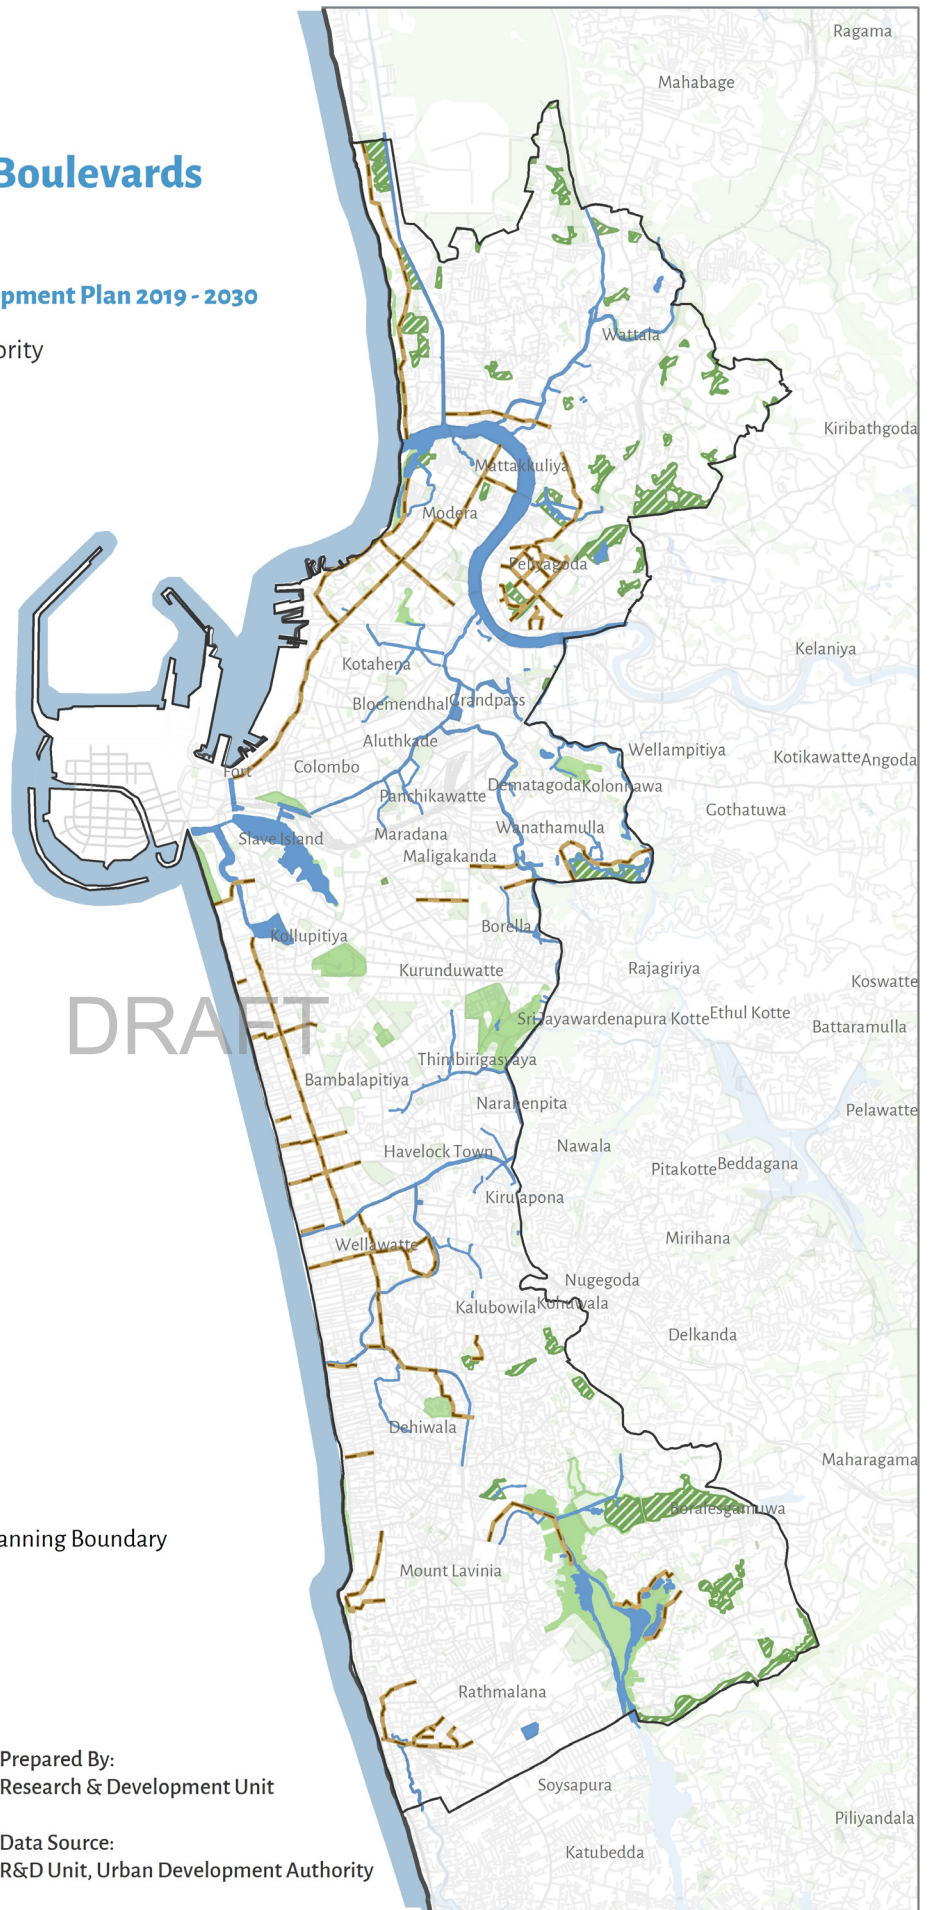 Ragama
Mahabage
Boulevards
pment Plan 2019 - 2030
ority
Wattala
Kiribathgoda
Mattakkuliya
Modera
Peliyagoda
Kelaniya
Kotahena
Bloemendhal
Grandpass
Aluthkade
Wellampitiya
Kotikawatte
Angoda
Fort
Colombo
Dematagoda
Kolonnawa
Panchikawatte
Gothatuwa
Slave Island
Maradana
Wanathamulla
Maligakanda
Kollupitiya
Borella
Kurunduwatte
Rajagiriya
Koswatte
DRAFT
Sri Jayawardenapura Kotte
Ethul Kotte
Battaramulla
Thimbirigasyaya
Bambalapitiya
Narahenpita
Pelawatte
Havelock Town
Nawala
Pitakotte
Beddagana
Kirulapona
Wellawatte
Mirihana
Nugegoda
Kalubowila
Kohuwala
Delkanda
Dehiwala
Maharagama
Boralesgamuwa
anning Boundary
Mount Lavinia
Rathmalana
Prepared By:
Research & Development Unit
Soysapura
Piliyandala
Data Source:
R&D Unit, Urban Development Authority
Katubedda